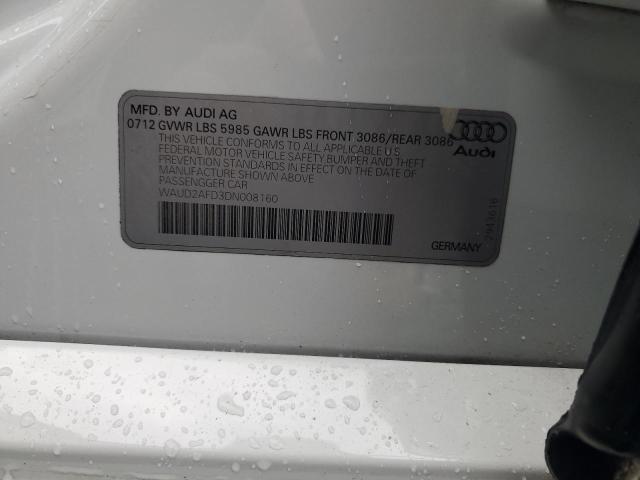 MFD. BY AUDI AG
0712 GVWR LBS 5985 GAWR LBS FRONT 3086/REAR 3086
THIS VEHICLE CONFORMS TO ALL APPLICABLE U.S.
FEDERAL MOTOR VEHICLE SAFETY, BUMPER AND THEFT
PREVENTION STANDARDS IN EFFECT ON THE DATE OF
MANUFACTURE SHOWN ABOVE.
PASSENGGER CAR
WAUD2AFD3DN008160
Audi
2943616
GERMANY